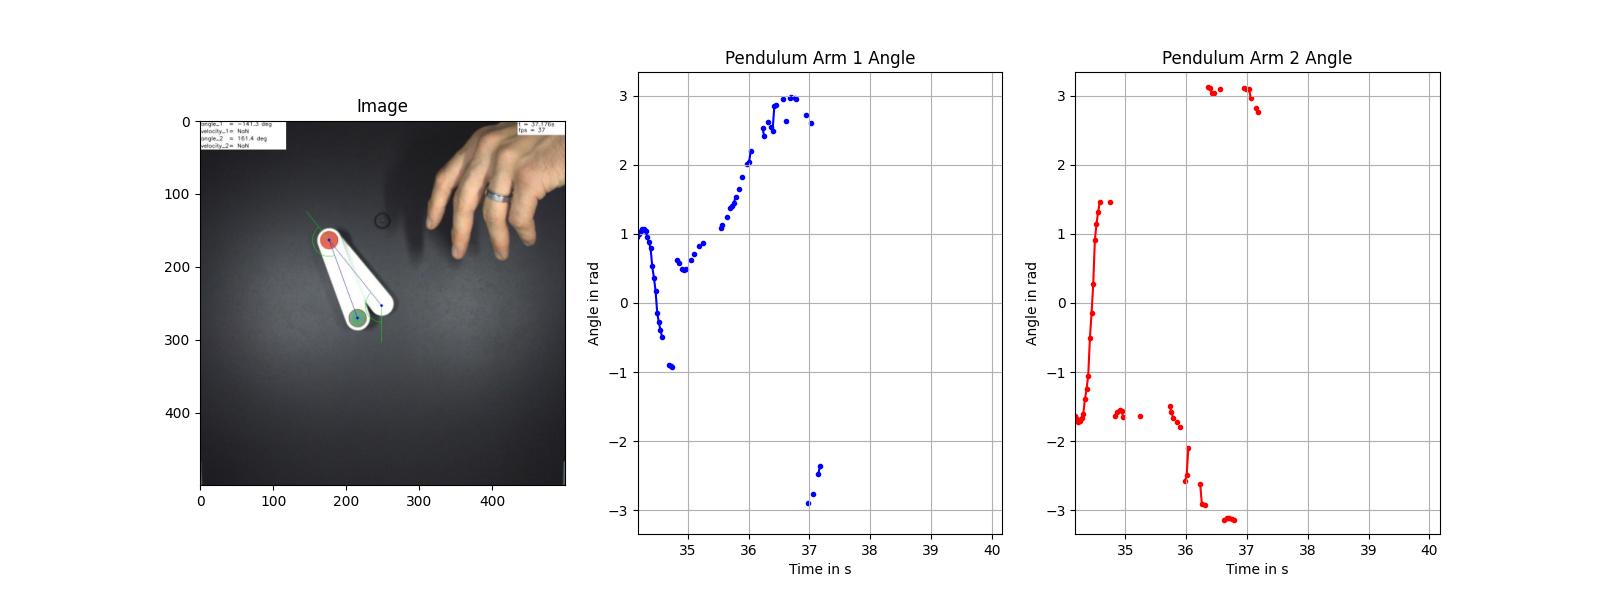 Image
angle_1 = -141.3 deg
velocity_1= NaN
angle_2 = 161.4 deg
velocity_2= NaN
t = 37.176s
fps = 37
0
100
200
300
400
0 100 200 300 400
Pendulum Arm 1 Angle
Angle in rad
3
2
1
0
−1
−2
−3
35 36 37 38 39 40
Time in s
Pendulum Arm 2 Angle
Angle in rad
3
2
1
0
−1
−2
−3
35 36 37 38 39 40
Time in s